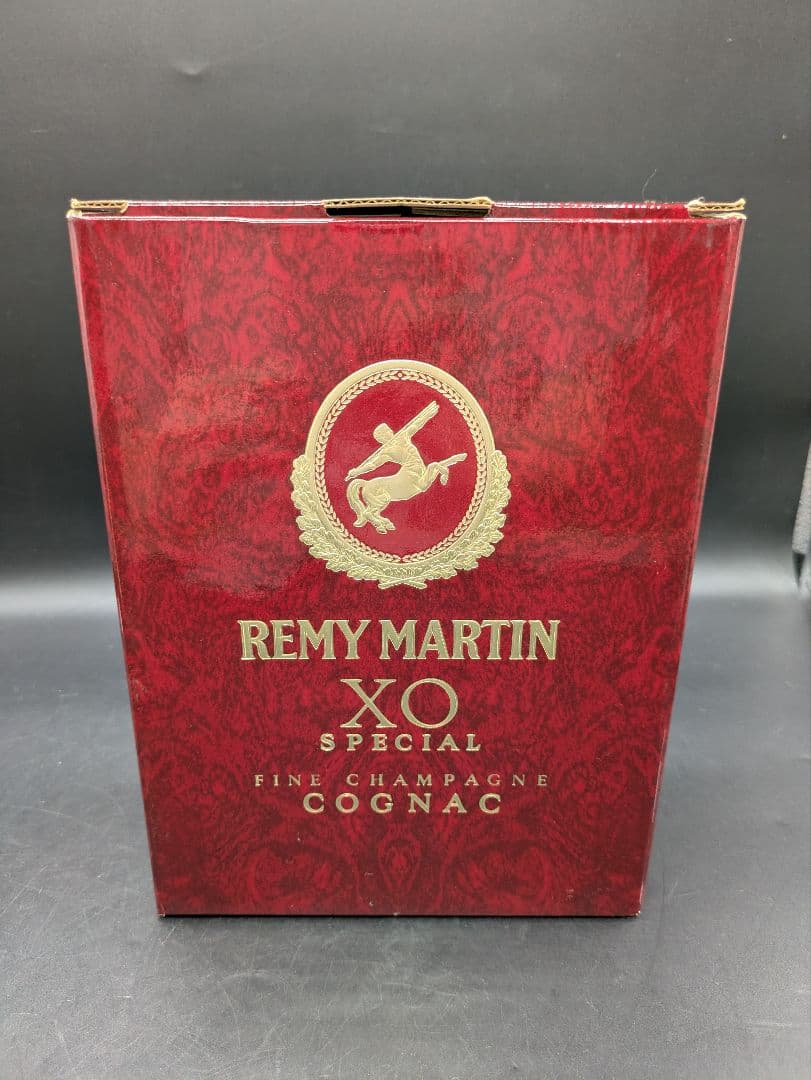 REMY MARTIN
XO
SPECIAL
FINE CHAMPAGNE
COGNAC